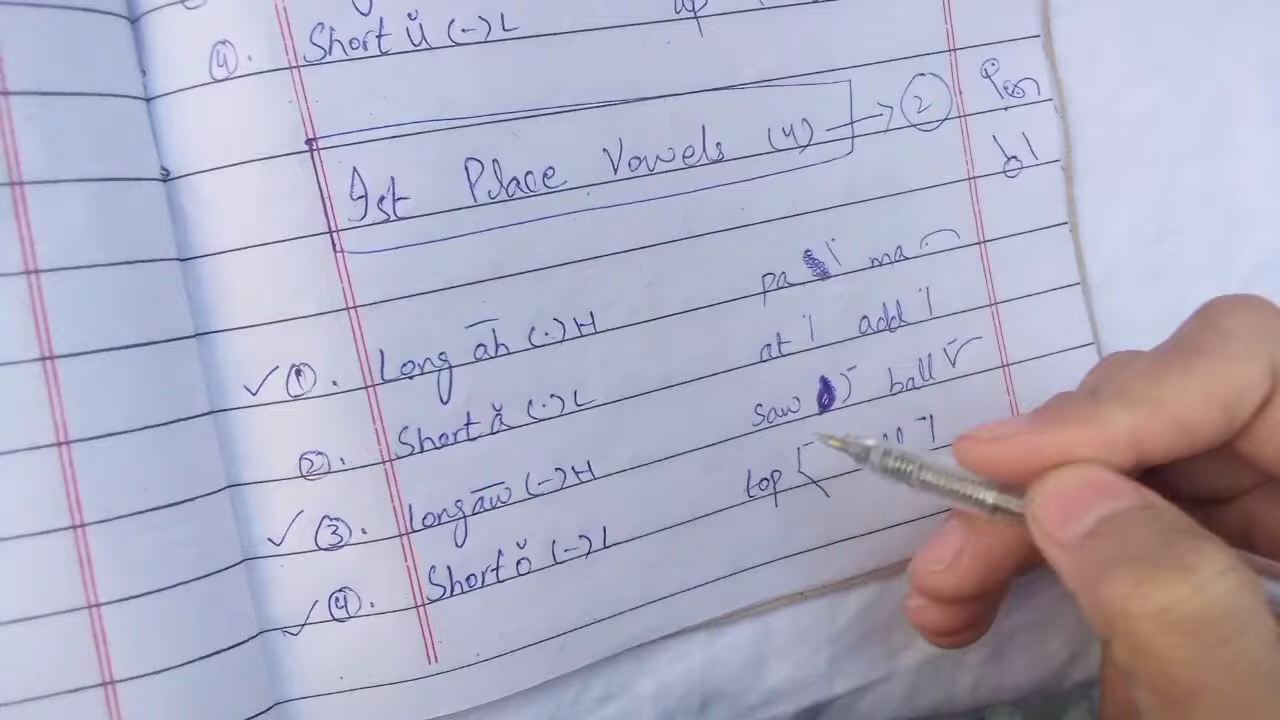 ④. Short ŭ (–) L up
1st Place Vowels (4) → ②
✓ ①. Long āh (·) H pa ma
②. Short ă (·) L at add
✓ ③. Long āw (–) H saw ball
✓ ④. Short ŏ (–) L top